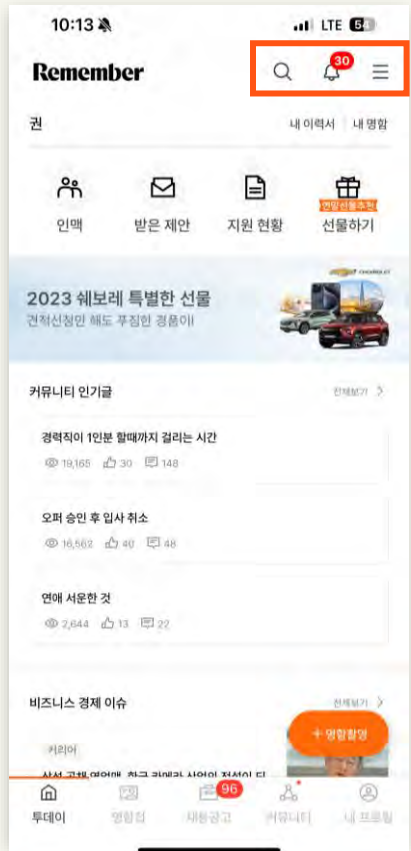 10:13 LTE 54
Remember 30
권 내 이력서 내 명함
연말선물추천
인맥 받은 제안 지원 현황 선물하기
CHEVROLET
2023 쉐보레 특별한 선물
견적신청만 해도 푸짐한 경품이!
커뮤니티 인기글 전체보기 >
경력직이 1인분 할때까지 걸리는 시간
19,165 30 148
오퍼 승인 후 입사 취소
16,562 40 48
연애 서운한 것
2,644 13 22
비즈니스 경제 이슈 전체보기 >
+ 명함촬영
커리어
96
투데이 명함첩 채용공고 커뮤니티 내 프로필